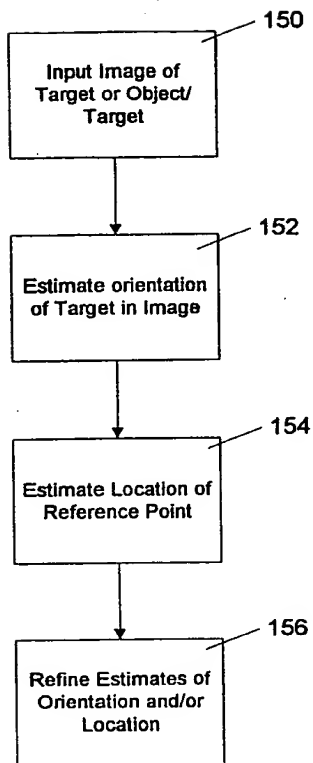 150
Input Image of
Target or Object/
Target
152
Estimate orientation
of Target in Image
154
Estimate Location of
Reference Point
156
Refine Estimates of
Orientation and/or
Location